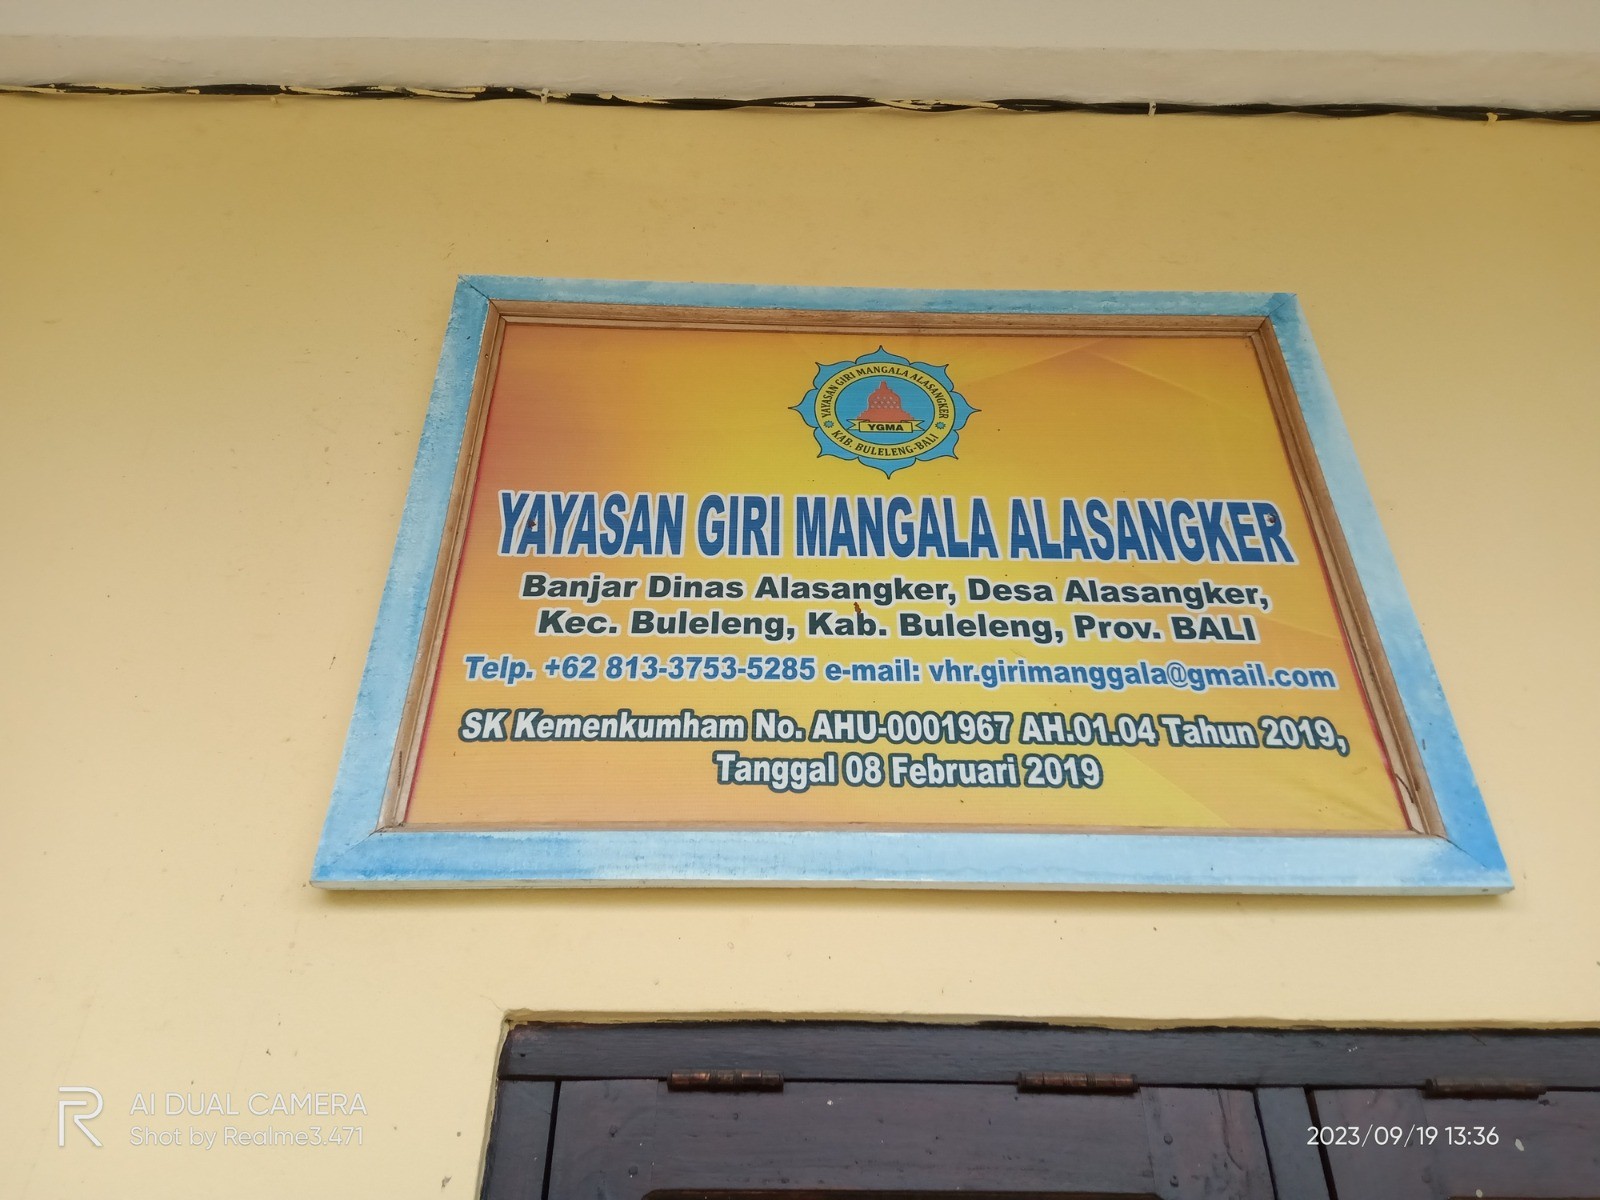 YAYASAN GIRI MANGALA ALASANGKER
YGMA
KAB. BULELENG-BALI
YAYASAN GIRI MANGALA ALASANGKER
Banjar Dinas Alasangker, Desa Alasangker,
Kec. Buleleng, Kab. Buleleng, Prov. BALI
Telp. +62 813-3753-5285 e-mail: vhr.girimanggala@gmail.com
SK Kemenkumham No. AHU-0001967 AH.01.04 Tahun 2019,
Tanggal 08 Februari 2019
R AI DUAL CAMERA
Shot by Realme3.471
2023/09/19 13:36